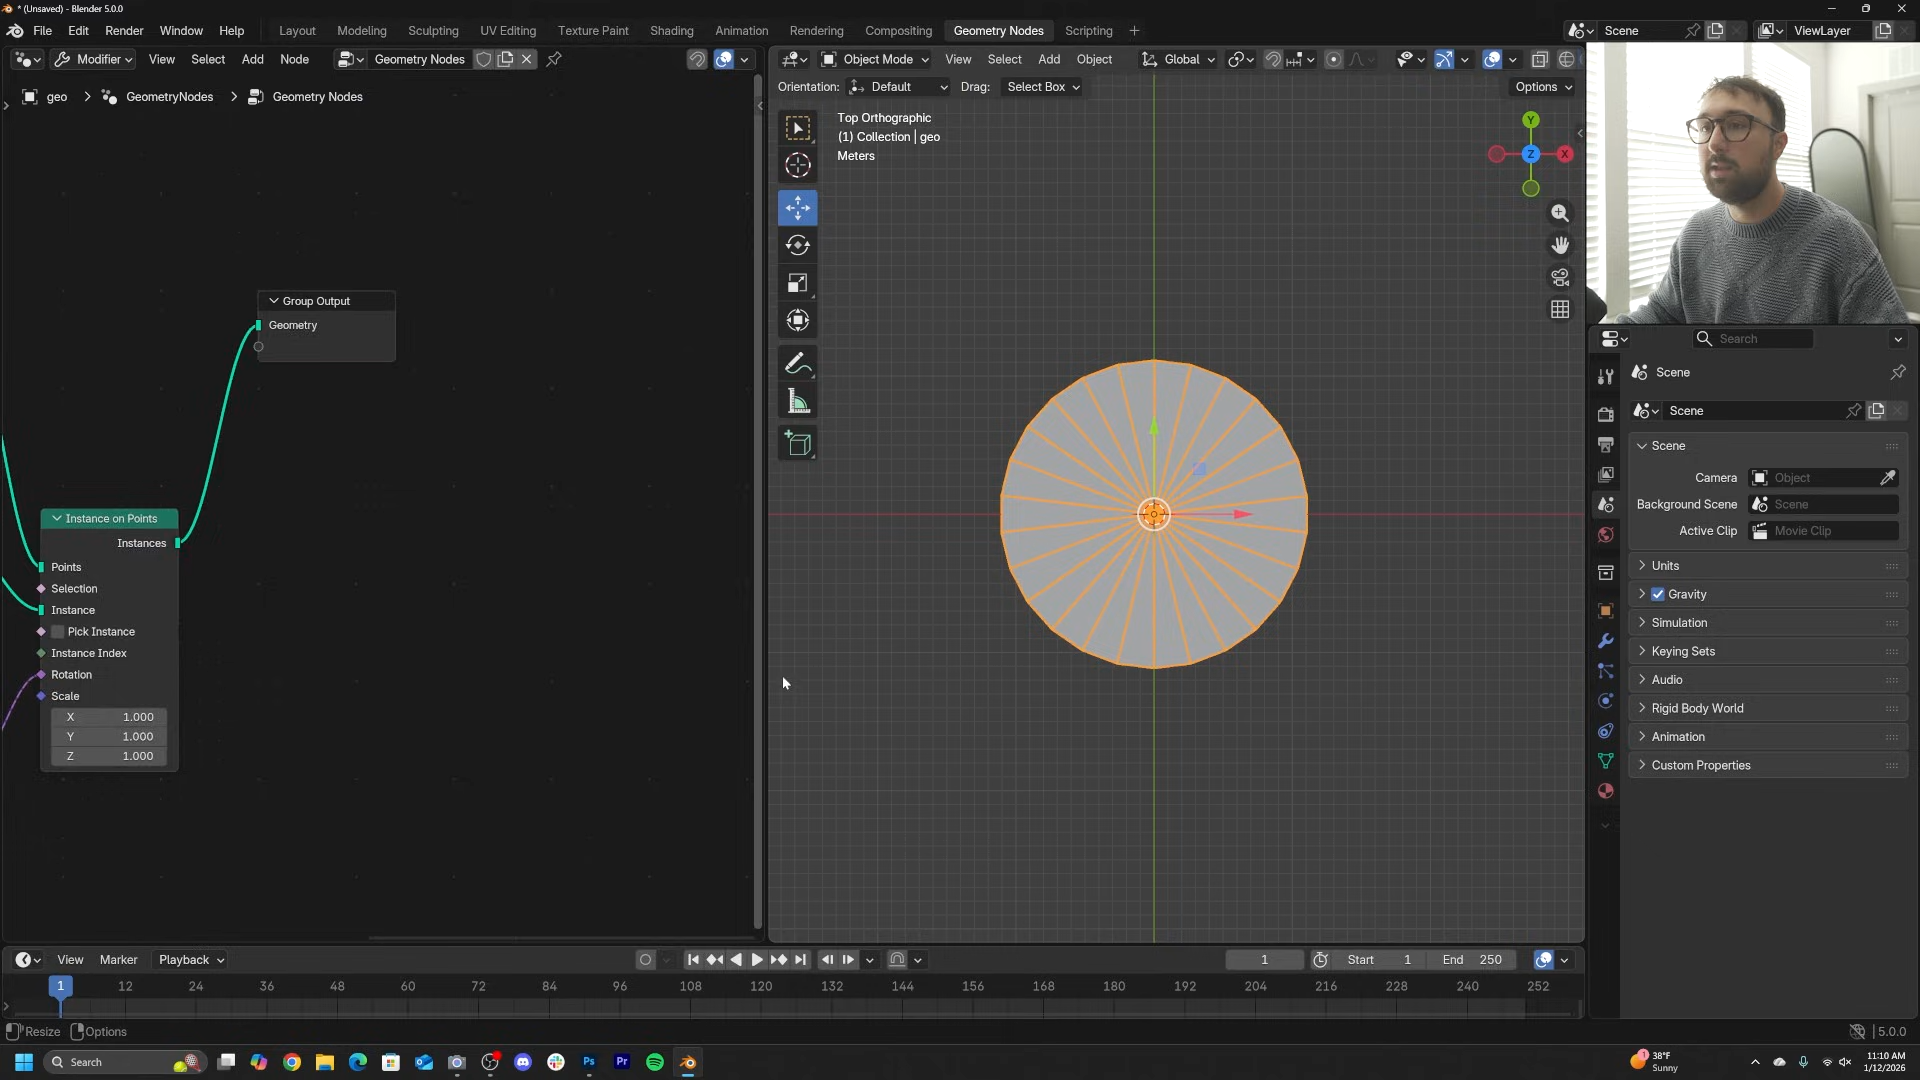 * (Unsaved) - Blender 5.0.0
File Edit Render Window Help
Layout Modeling Sculpting UV Editing Texture Paint Shading Animation Rendering Compositing Geometry Nodes Scripting
Scene ViewLayer
Modifier View Select Add Node Geometry Nodes
Object Mode View Select Add Object Global
Orientation: Default Drag: Select Box Options
geo GeometryNodes Geometry Nodes
Top Orthographic
(1) Collection | geo
Meters
Y
Z
X
Group Output
Geometry
Instance on Points
Instances
Points
Selection
Instance
Pick Instance
Instance Index
Rotation
Scale
X 1.000
Y 1.000
Z 1.000
Search
Scene
Scene
Scene
Camera Object
Background Scene Scene
Active Clip Movie Clip
Units
Gravity
Simulation
Keying Sets
Audio
Rigid Body World
Animation
Custom Properties
View Marker Playback 1 Start 1 End 250
1 12 24 36 48 60 72 84 96 108 120 132 144 156 168 180 192 204 216 228 240 252
Resize Options 5.0.0
Search
Ps
Pr
1
38°F
Sunny
11:10 AM
1/12/2026